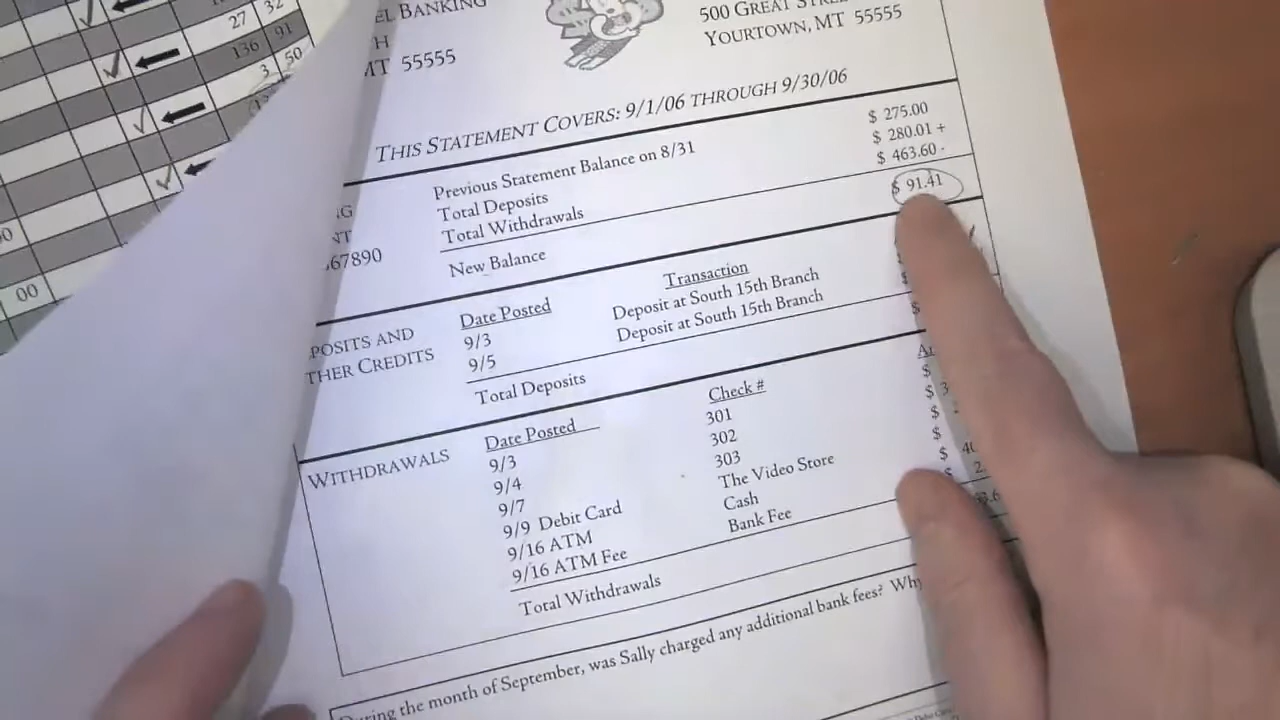 27 32
136 91
3 50
00
EL BANKING
H
MT 55555
500 GREAT
YOURTOWN, MT 55555
THIS STATEMENT COVERS: 9/1/06 THROUGH 9/30/06
Previous Statement Balance on 8/31 $ 275.00
Total Deposits $ 280.01 +
Total Withdrawals $ 463.60 -
67890 New Balance $ 91.41
POSITS AND
THER CREDITS
Date Posted Transaction
9/3 Deposit at South 15th Branch $
9/5 Deposit at South 15th Branch $
Total Deposits $
WITHDRAWALS
Date Posted Check #
9/3 301 $
9/4 302 $ 3
9/7 303 $
9/9 Debit Card The Video Store $
9/16 ATM Cash $ 40
9/16 ATM Fee Bank Fee $ 2.
Total Withdrawals 3.6
During the month of September, was Sally charged any additional bank fees? Why